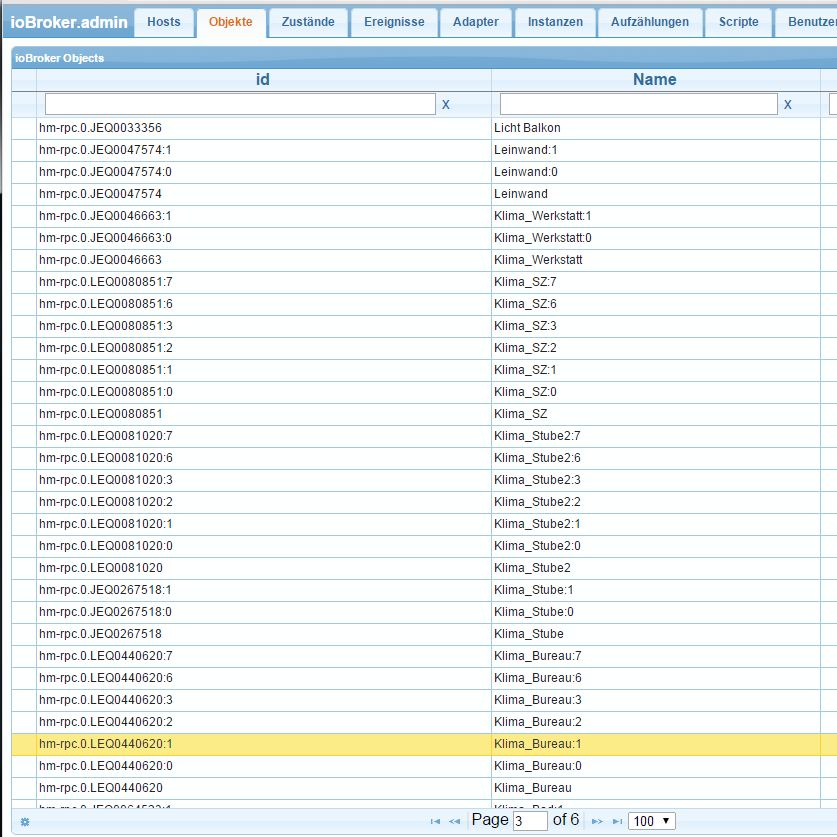 ioBroker.admin Hosts Objekte Zustände Ereignisse Adapter Instanzen Aufzählungen Scripte Benutzer
ioBroker Objects
id Name
X X
hm-rpc.0.JEQ0033356 Licht Balkon
hm-rpc.0.JEQ0047574:1 Leinwand:1
hm-rpc.0.JEQ0047574:0 Leinwand:0
hm-rpc.0.JEQ0047574 Leinwand
hm-rpc.0.JEQ0046663:1 Klima_Werkstatt:1
hm-rpc.0.JEQ0046663:0 Klima_Werkstatt:0
hm-rpc.0.JEQ0046663 Klima_Werkstatt
hm-rpc.0.LEQ0080851:7 Klima_SZ:7
hm-rpc.0.LEQ0080851:6 Klima_SZ:6
hm-rpc.0.LEQ0080851:3 Klima_SZ:3
hm-rpc.0.LEQ0080851:2 Klima_SZ:2
hm-rpc.0.LEQ0080851:1 Klima_SZ:1
hm-rpc.0.LEQ0080851:0 Klima_SZ:0
hm-rpc.0.LEQ0080851 Klima_SZ
hm-rpc.0.LEQ0081020:7 Klima_Stube2:7
hm-rpc.0.LEQ0081020:6 Klima_Stube2:6
hm-rpc.0.LEQ0081020:3 Klima_Stube2:3
hm-rpc.0.LEQ0081020:2 Klima_Stube2:2
hm-rpc.0.LEQ0081020:1 Klima_Stube2:1
hm-rpc.0.LEQ0081020:0 Klima_Stube2:0
hm-rpc.0.LEQ0081020 Klima_Stube2
hm-rpc.0.JEQ0267518:1 Klima_Stube:1
hm-rpc.0.JEQ0267518:0 Klima_Stube:0
hm-rpc.0.JEQ0267518 Klima_Stube
hm-rpc.0.LEQ0440620:7 Klima_Bureau:7
hm-rpc.0.LEQ0440620:6 Klima_Bureau:6
hm-rpc.0.LEQ0440620:3 Klima_Bureau:3
hm-rpc.0.LEQ0440620:2 Klima_Bureau:2
hm-rpc.0.LEQ0440620:1 Klima_Bureau:1
hm-rpc.0.LEQ0440620:0 Klima_Bureau:0
hm-rpc.0.LEQ0440620 Klima_Bureau
Page 3 of 6 100